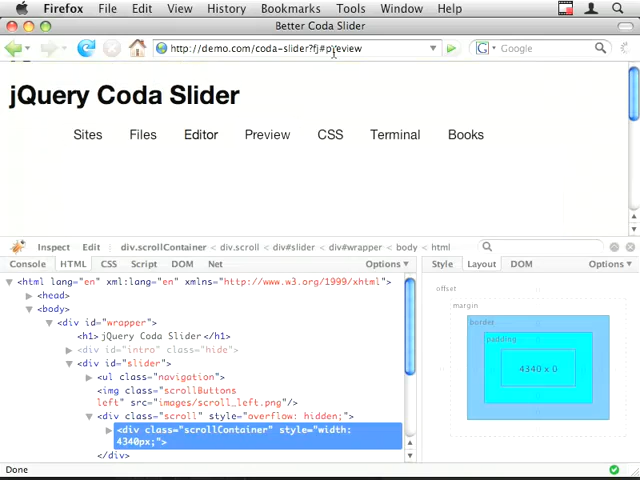 Firefox File Edit View History Bookmarks Tools Window Help
Better Coda Slider
http://demo.com/coda-slider?fj#preview Google
jQuery Coda Slider
Sites Files Editor Preview CSS Terminal Books
Inspect Edit div.scrollContainer < div.scroll < div#slider < div#wrapper < body < html
Console HTML CSS Script DOM Net Options Style Layout DOM Options
<html lang="en" xml:lang="en" xmlns="http://www.w3.org/1999/xhtml">
<head>
<body>
<div id="wrapper">
<h1>jQuery Coda Slider</h1>
<div id="intro" class="hide">
<div id="slider">
<ul class="navigation">
<img class="scrollButtons
left" src="images/scroll_left.png"/>
<div class="scroll" style="overflow: hidden;">
<div class="scrollContainer" style="width:
4340px;">
</div>
offset
margin
border
padding
4340 x 0
Done